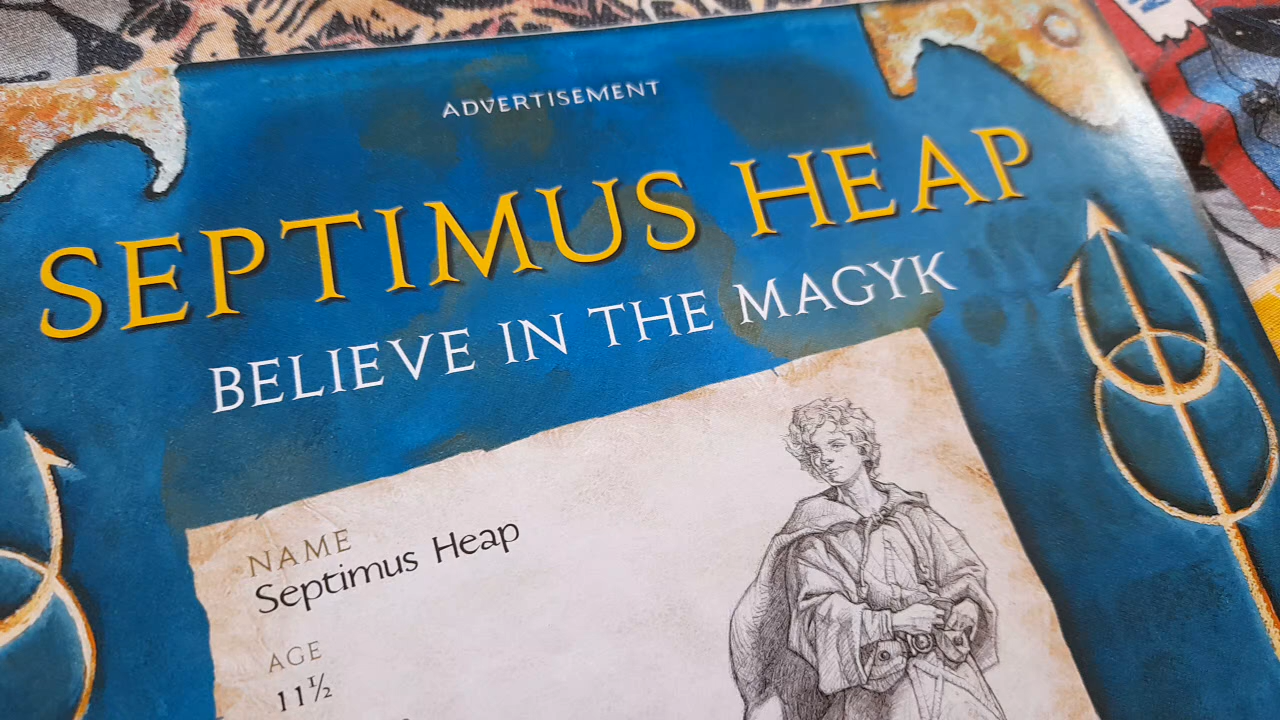 ADVERTISEMENT
SEPTIMUS HEAP
BELIEVE IN THE MAGYK
NAME
Septimus Heap
AGE
11½